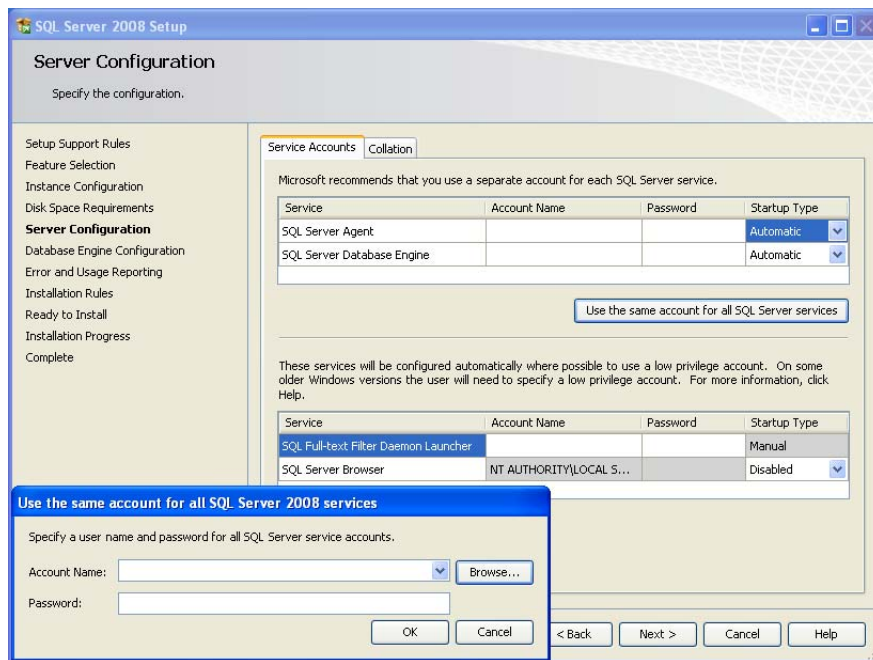 SQL Server 2008 Setup
Server Configuration
Specify the configuration.
Setup Support Rules
Feature Selection
Instance Configuration
Disk Space Requirements
Server Configuration
Database Engine Configuration
Error and Usage Reporting
Installation Rules
Ready to Install
Installation Progress
Complete
Service Accounts Collation
Microsoft recommends that you use a separate account for each SQL Server service.
Service Account Name Password Startup Type
SQL Server Agent Automatic
SQL Server Database Engine Automatic
Use the same account for all SQL Server services
These services will be configured automatically where possible to use a low privilege account. On some
older Windows versions the user will need to specify a low privilege account. For more information, click
Help.
Service Account Name Password Startup Type
SQL Full-text Filter Daemon Launcher Manual
SQL Server Browser NT AUTHORITY\LOCAL S... Disabled
Use the same account for all SQL Server 2008 services
Specify a user name and password for all SQL Server service accounts.
Account Name: Browse...
Password:
OK Cancel
< Back Next > Cancel Help